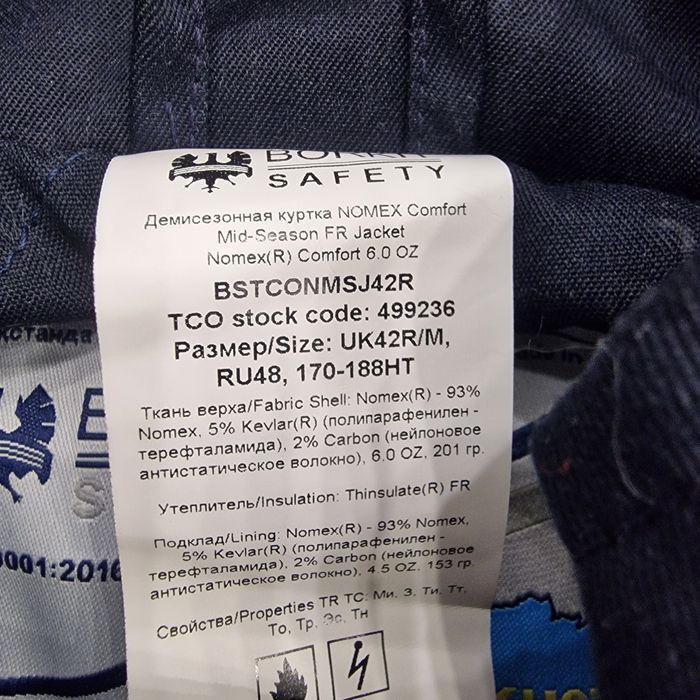 SAFETY
Демисезонная куртка NOMEX Comfort
Mid-Season FR Jacket
Nomex(R) Comfort 6.0 OZ
BSTCONMSJ42R
TCO stock code: 499236
Размер/Size: UK42R/M,
RU48, 170-188HT
Ткань верха/Fabric Shell: Nomex(R) - 93%
Nomex, 5% Kevlar(R) (полипарафенилен -
терефталамида), 2% Carbon (нейлоновое
антистатическое волокно), 6.0 OZ, 201 гр.
Утеплитель/Insulation: Thinsulate(R) FR
Подклад/Lining: Nomex(R) - 93% Nomex,
5% Kevlar(R) (полипарафенилен -
терефталамида), 2% Carbon (нейлоновое
антистатическое волокно), 4.5 OZ. 153 гр.
Свойства/Properties TR TC: Ми. З. Ти. Тт,
То, Тр, Эс, Тн